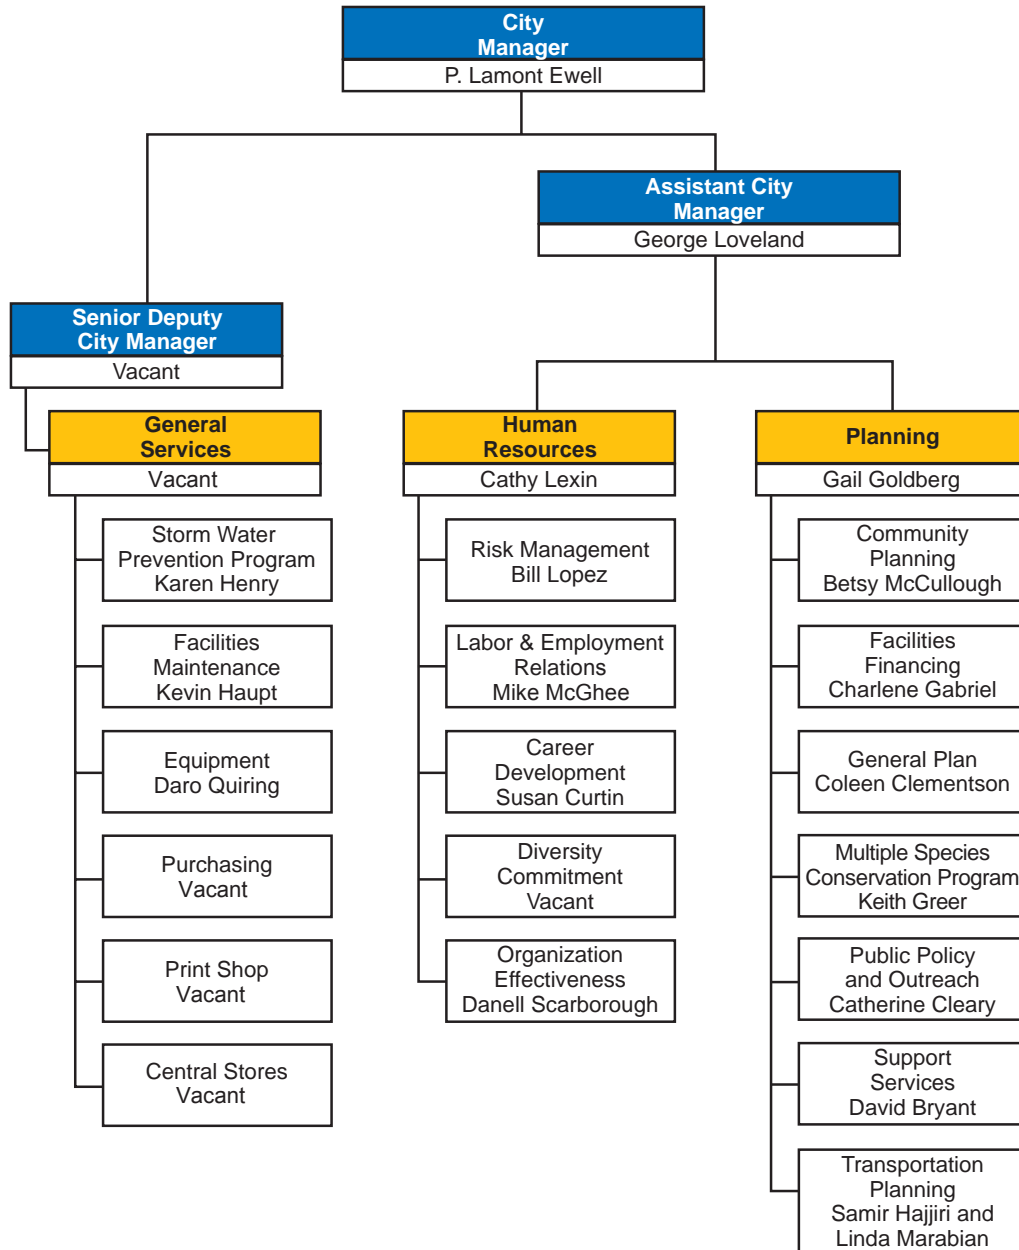 City
Manager
P. Lamont Ewell
Assistant City
Manager
George Loveland
Senior Deputy
City Manager
Vacant
General
Services
Vacant
Storm Water
Prevention Program
Karen Henry
Facilities
Maintenance
Kevin Haupt
Equipment
Daro Quiring
Purchasing
Vacant
Print Shop
Vacant
Central Stores
Vacant
Human
Resources
Cathy Lexin
Risk Management
Bill Lopez
Labor & Employment
Relations
Mike McGhee
Career
Development
Susan Curtin
Diversity
Commitment
Vacant
Organization
Effectiveness
Danell Scarborough
Planning
Gail Goldberg
Community
Planning
Betsy McCullough
Facilities
Financing
Charlene Gabriel
General Plan
Coleen Clementson
Multiple Species
Conservation Program
Keith Greer
Public Policy
and Outreach
Catherine Cleary
Support
Services
David Bryant
Transportation
Planning
Samir Hajjiri and
Linda Marabian